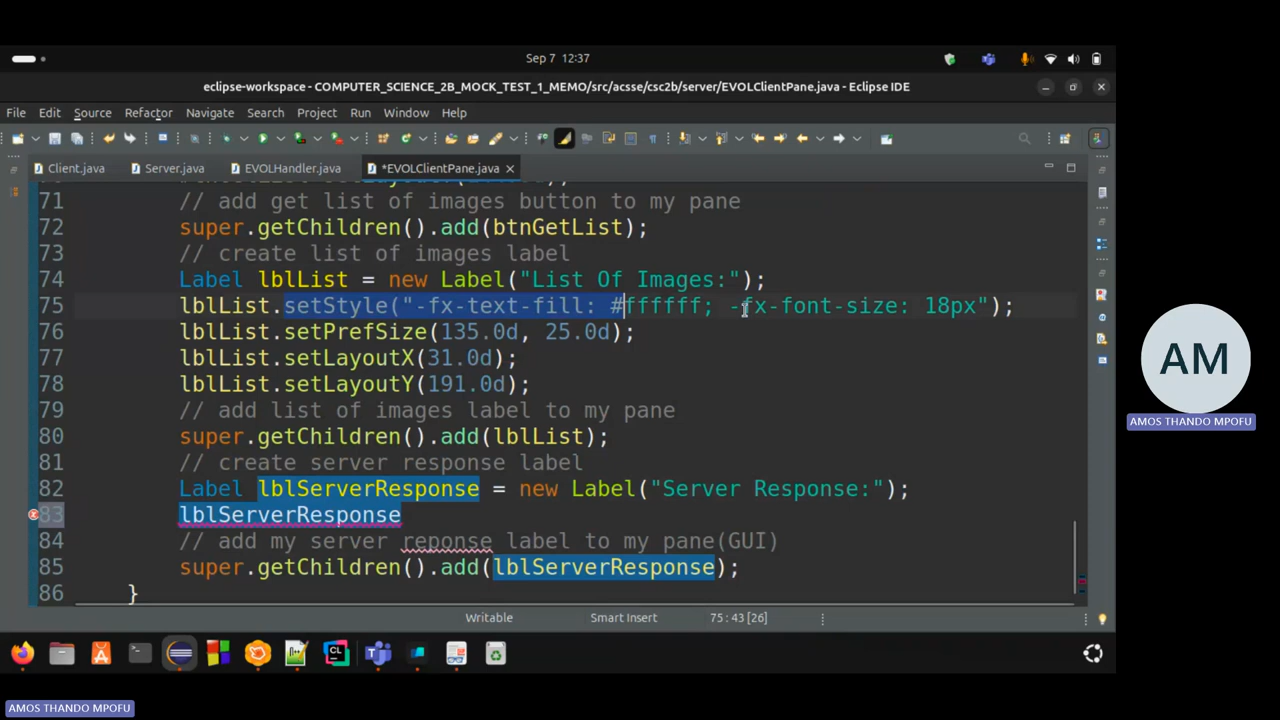 Sep 7 12:37
eclipse-workspace - COMPUTER_SCIENCE_2B_MOCK_TEST_1_MEMO/src/acsse/csc2b/server/EVOLClientPane.java - Eclipse IDE
File Edit Source Refactor Navigate Search Project Run Window Help
Client.java Server.java EVOLHandler.java *EVOLClientPane.java
71 // add get list of images button to my pane
72 super.getChildren().add(btnGetList);
73 // create list of images label
74 Label lblList = new Label("List Of Images:");
75 lblList.setStyle("-fx-text-fill: #ffffff; -fx-font-size: 18px");
76 lblList.setPrefSize(135.0d, 25.0d);
77 lblList.setLayoutX(31.0d);
78 lblList.setLayoutY(191.0d);
79 // add list of images label to my pane
80 super.getChildren().add(lblList);
81 // create server response label
82 Label lblServerResponse = new Label("Server Response:");
83 lblServerResponse
84 // add my server reponse label to my pane(GUI)
85 super.getChildren().add(lblServerResponse);
86 }
Writable Smart Insert 75:43 [26]
AM
AMOS THANDO MPOFU
AMOS THANDO MPOFU